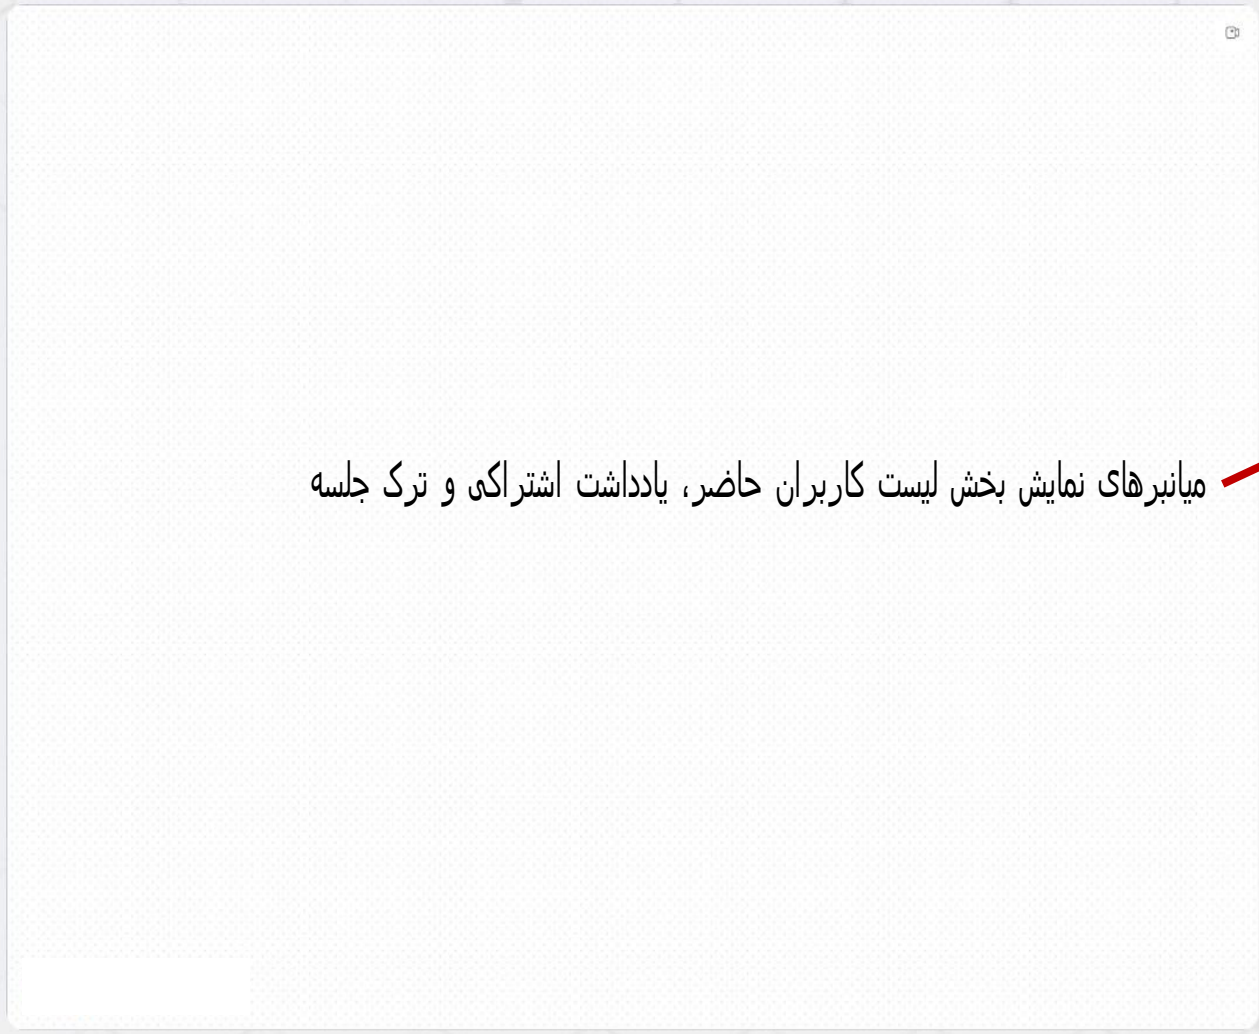 میانبرهای نمایش بخش لیست کاربران حاضر، یادداشت اشتراکی و ترک جلسه